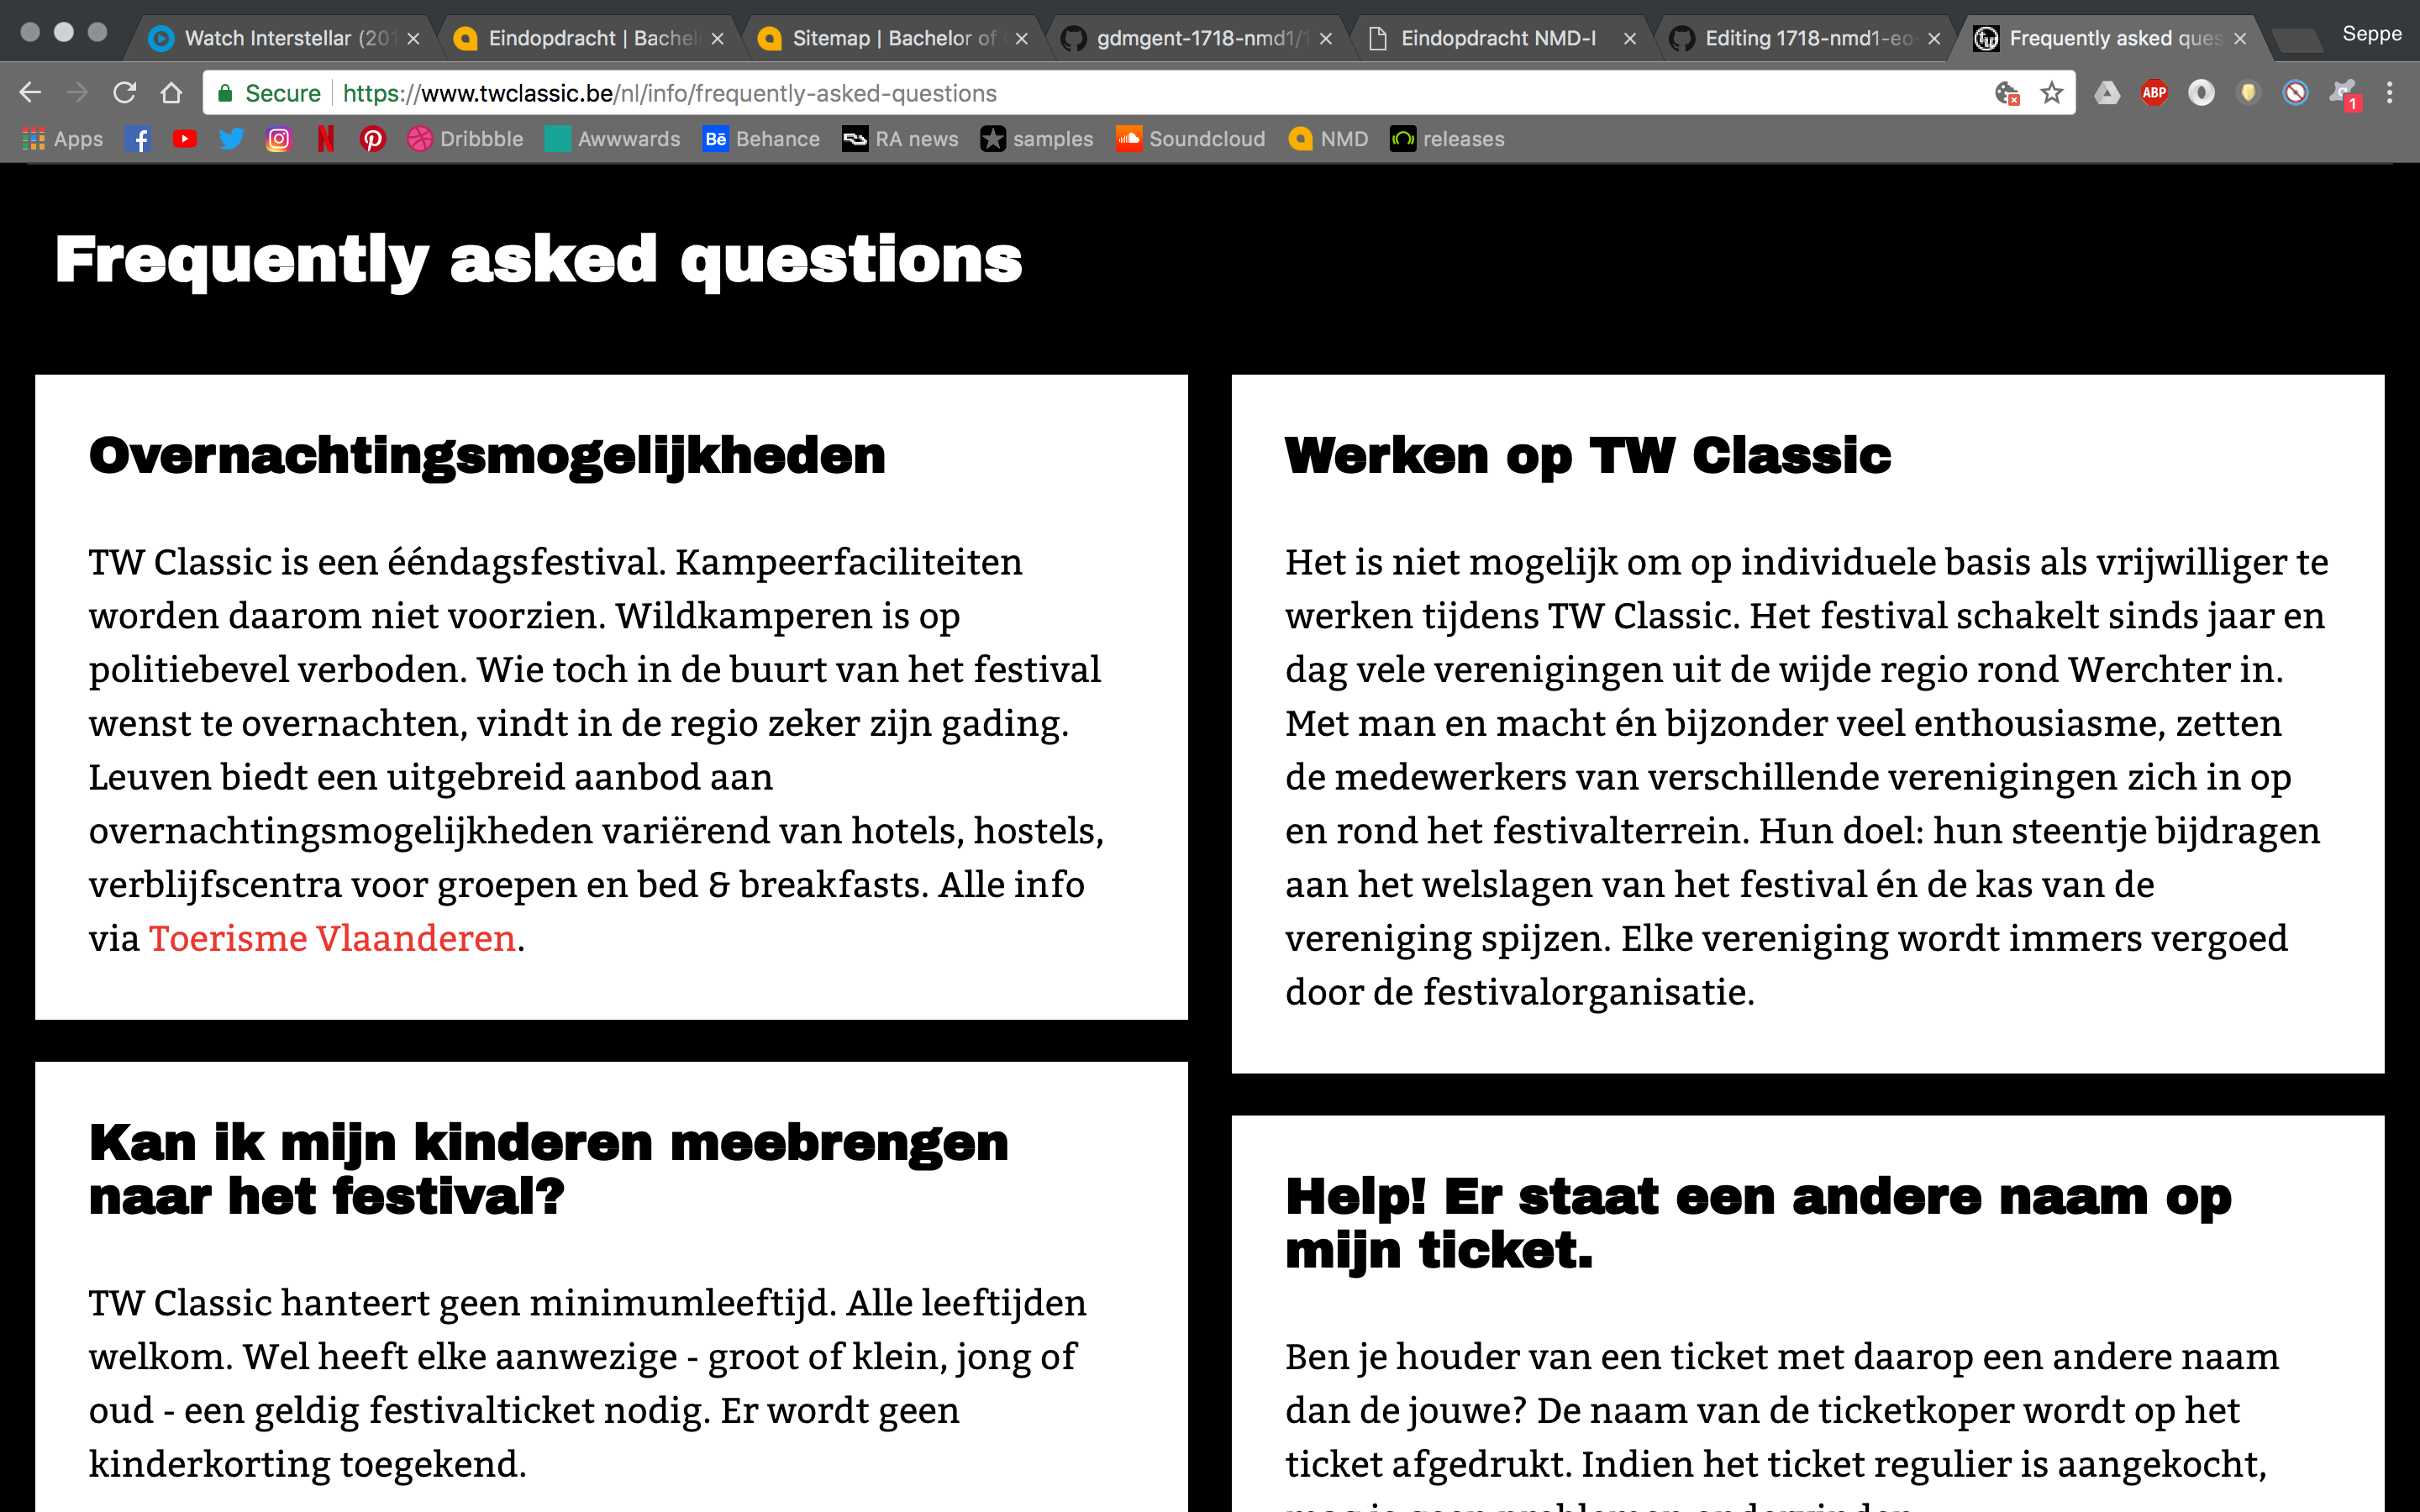 Watch Interstellar (201
Eindopdracht | Bachel
Sitemap | Bachelor of
gdmgent-1718-nmd1/1
Eindopdracht NMD-I
Editing 1718-nmd1-eo-
Frequently asked ques
Seppe
Secure
https://www.twclassic.be/nl/info/frequently-asked-questions
ABP
1
Apps
Dribbble
Awwwards
Bē Behance
RA news
samples
Soundcloud
NMD
releases
Frequently asked questions
Overnachtingsmogelijkheden
TW Classic is een ééndagsfestival. Kampeerfaciliteiten
worden daarom niet voorzien. Wildkamperen is op
politiebevel verboden. Wie toch in de buurt van het festival
wenst te overnachten, vindt in de regio zeker zijn gading.
Leuven biedt een uitgebreid aanbod aan
overnachtingsmogelijkheden variërend van hotels, hostels,
verblijfscentra voor groepen en bed & breakfasts. Alle info
via Toerisme Vlaanderen.
Kan ik mijn kinderen meebrengen
naar het festival?
TW Classic hanteert geen minimumleeftijd. Alle leeftijden
welkom. Wel heeft elke aanwezige - groot of klein, jong of
oud - een geldig festivalticket nodig. Er wordt geen
kinderkorting toegekend.
Werken op TW Classic
Het is niet mogelijk om op individuele basis als vrijwilliger te
werken tijdens TW Classic. Het festival schakelt sinds jaar en
dag vele verenigingen uit de wijde regio rond Werchter in.
Met man en macht én bijzonder veel enthousiasme, zetten
de medewerkers van verschillende verenigingen zich in op
en rond het festivalterrein. Hun doel: hun steentje bijdragen
aan het welslagen van het festival én de kas van de
vereniging spijzen. Elke vereniging wordt immers vergoed
door de festivalorganisatie.
Help! Er staat een andere naam op
mijn ticket.
Ben je houder van een ticket met daarop een andere naam
dan de jouwe? De naam van de ticketkoper wordt op het
ticket afgedrukt. Indien het ticket regulier is aangekocht,